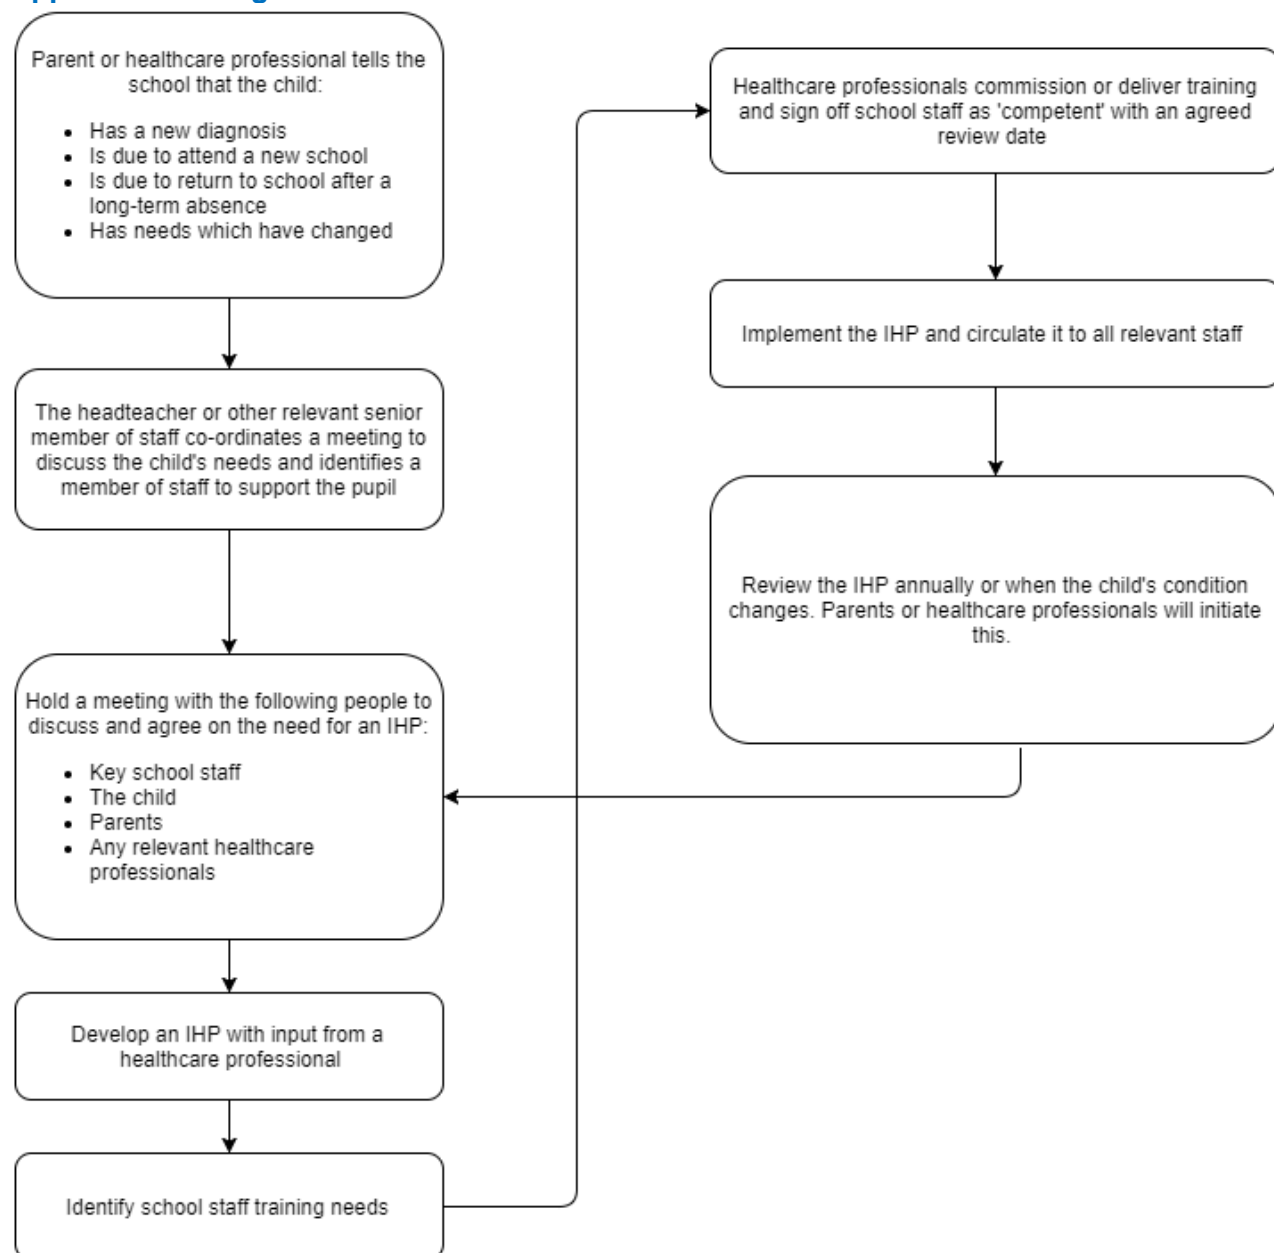 Parent or healthcare professional tells the
school that the child:
• Has a new diagnosis
• Is due to attend a new school
• Is due to return to school after a
long-term absence
• Has needs which have changed
The headteacher or other relevant senior
member of staff co-ordinates a meeting to
discuss the child's needs and identifies a
member of staff to support the pupil
Hold a meeting with the following people to
discuss and agree on the need for an IHP:
• Key school staff
• The child
• Parents
• Any relevant healthcare
professionals
Develop an IHP with input from a
healthcare professional
Identify school staff training needs
Healthcare professionals commission or deliver training
and sign off school staff as 'competent' with an agreed
review date
Implement the IHP and circulate it to all relevant staff
Review the IHP annually or when the child's condition
changes. Parents or healthcare professionals will initiate
this.